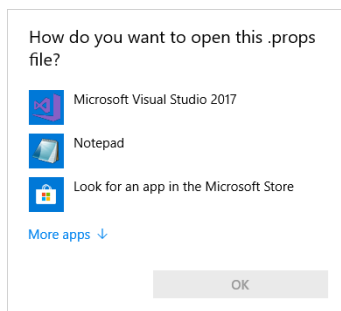 How do you want to open this .props
file?
Microsoft Visual Studio 2017
Notepad
Look for an app in the Microsoft Store
More apps ↓
OK